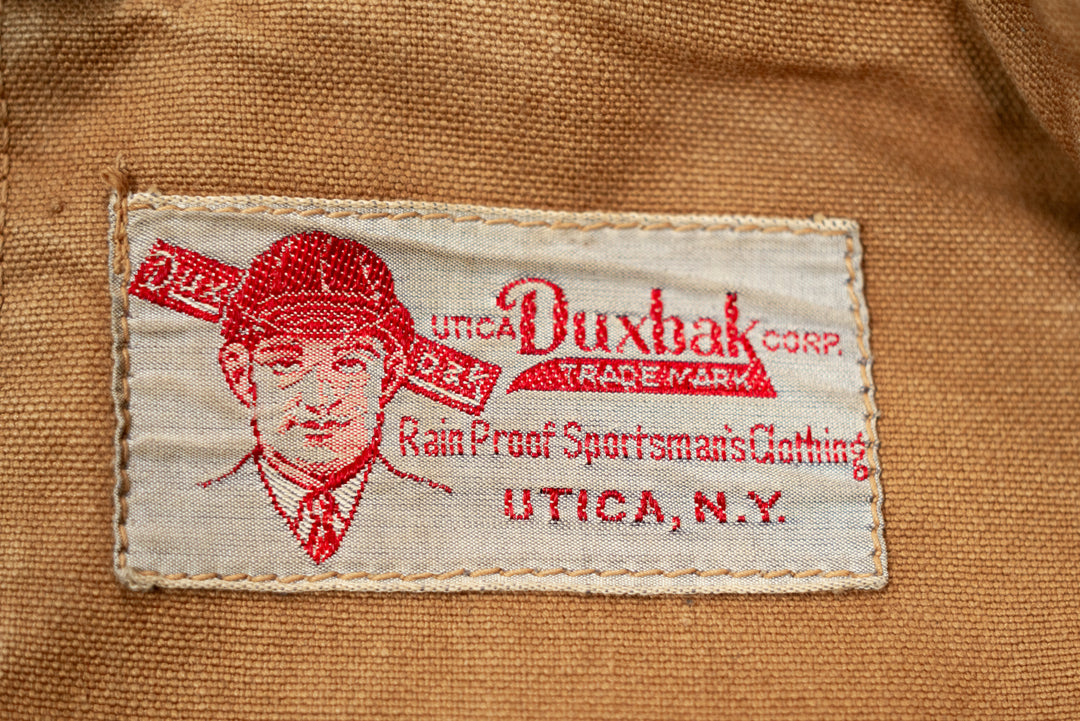 UTICA Duxbak CORP.
TRADE MARK
Rain Proof Sportsman's Clothing
UTICA, N.Y.